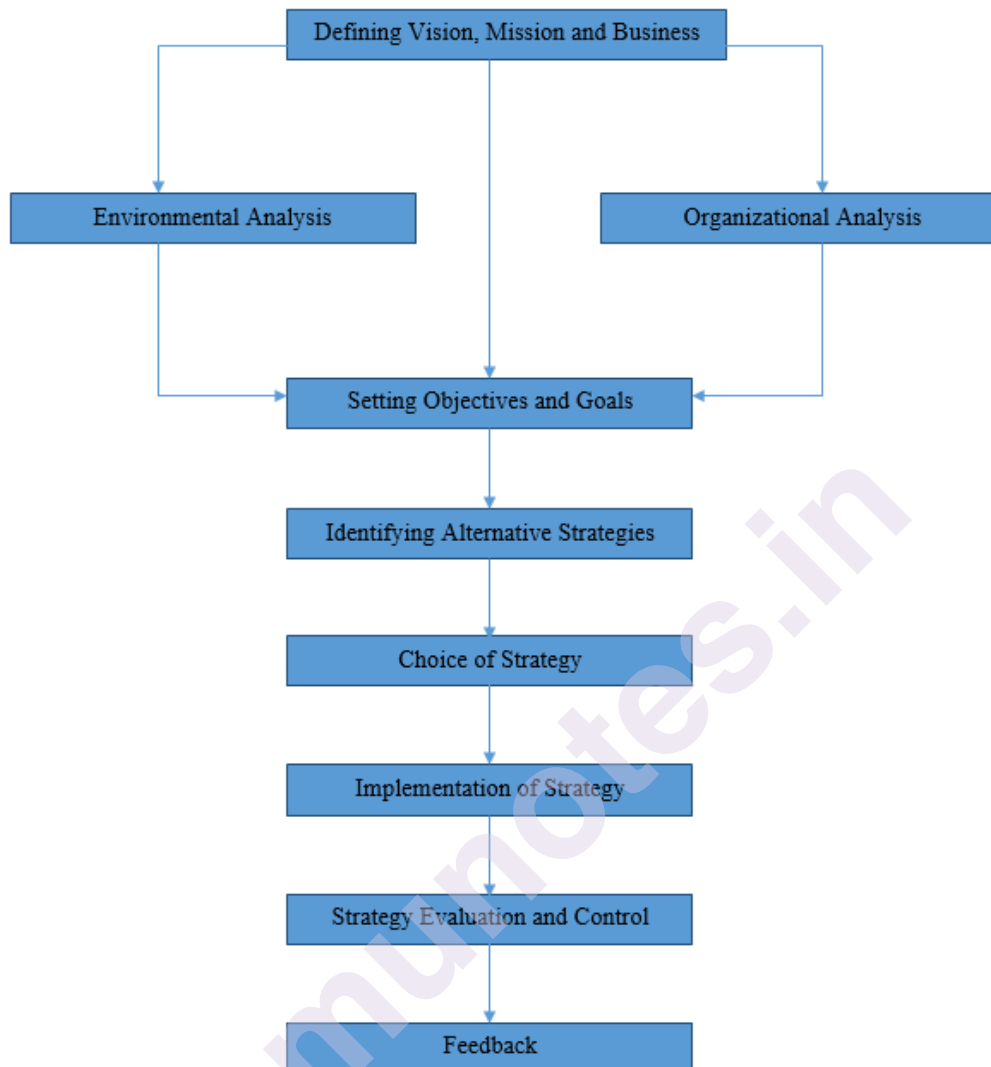 Defining Vision, Mission and Business
Environmental Analysis
Organizational Analysis
Setting Objectives and Goals
Identifying Alternative Strategies
Choice of Strategy
Implementation of Strategy
Strategy Evaluation and Control
Feedback
munotes.in